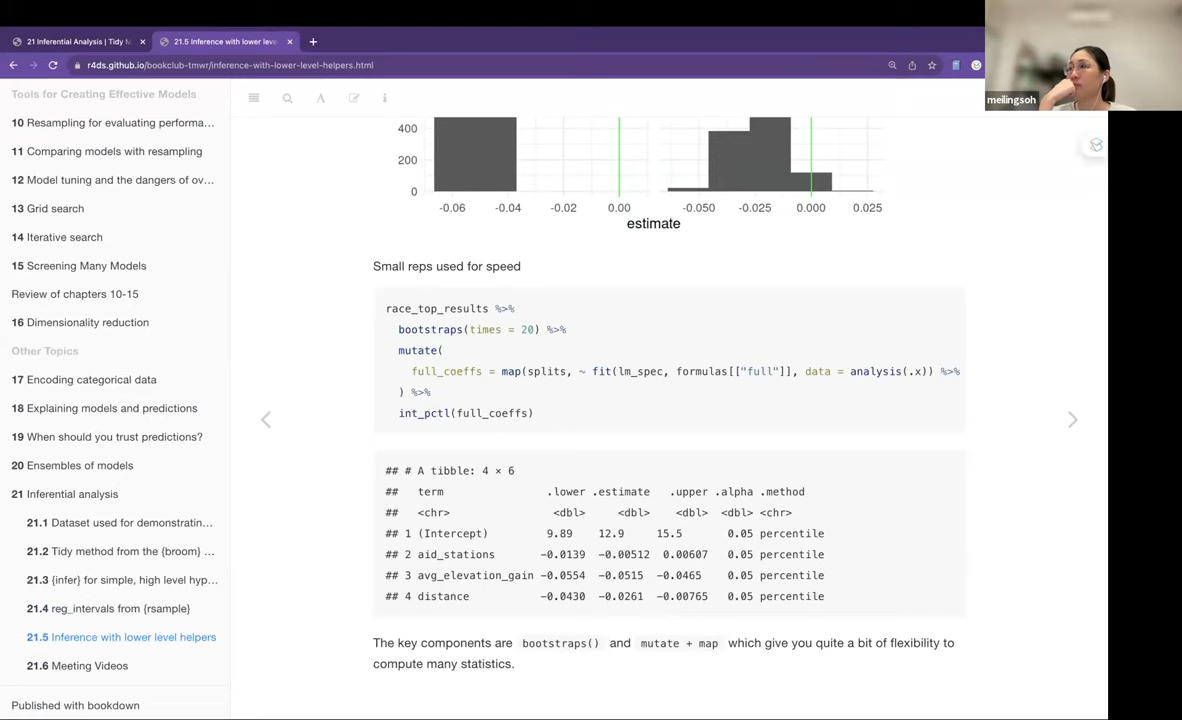 21 Inferential Analysis | Tidy M
21.5 Inference with lower leve
r4ds.github.io/bookclub-tmwr/inference-with-lower-level-helpers.html
meilingsoh
Tools for Creating Effective Models
10 Resampling for evaluating performa…
11 Comparing models with resampling
12 Model tuning and the dangers of ov…
13 Grid search
14 Iterative search
15 Screening Many Models
Review of chapters 10-15
16 Dimensionality reduction
Other Topics
17 Encoding categorical data
18 Explaining models and predictions
19 When should you trust predictions?
20 Ensembles of models
21 Inferential analysis
21.1 Dataset used for demonstratin…
21.2 Tidy method from the {broom} …
21.3 {infer} for simple, high level hyp…
21.4 reg_intervals from {rsample}
21.5 Inference with lower level helpers
21.6 Meeting Videos
Published with bookdown
400
200
0
-0.06 -0.04 -0.02 0.00 -0.050 -0.025 0.000 0.025
estimate
Small reps used for speed
race_top_results %>%
bootstraps(times = 20) %>%
mutate(
full_coeffs = map(splits, ~ fit(lm_spec, formulas[["full"]], data = analysis(.x)) %>%
) %>%
int_pctl(full_coeffs)
## # A tibble: 4 × 6
## term .lower .estimate .upper .alpha .method
## <chr> <dbl> <dbl> <dbl> <dbl> <chr>
## 1 (Intercept) 9.89 12.9 15.5 0.05 percentile
## 2 aid_stations -0.0139 -0.00512 0.00607 0.05 percentile
## 3 avg_elevation_gain -0.0554 -0.0515 -0.0465 0.05 percentile
## 4 distance -0.0430 -0.0261 -0.00765 0.05 percentile
The key components are bootstraps() and mutate + map which give you quite a bit of flexibility to
compute many statistics.